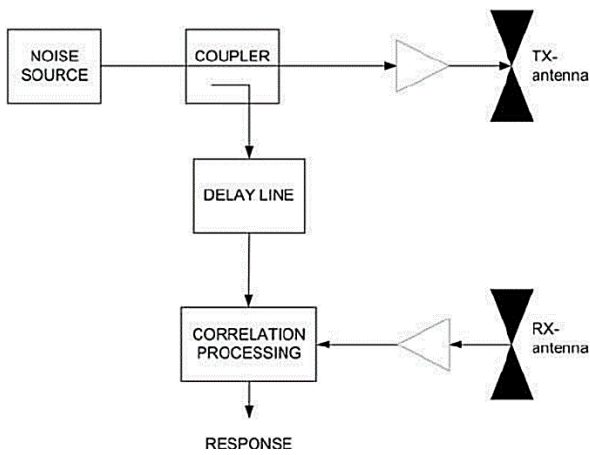 NOISE
SOURCE
COUPLER
TX-
antenna
DELAY LINE
CORRELATION
PROCESSING
RX-
antenna
RESPONSE